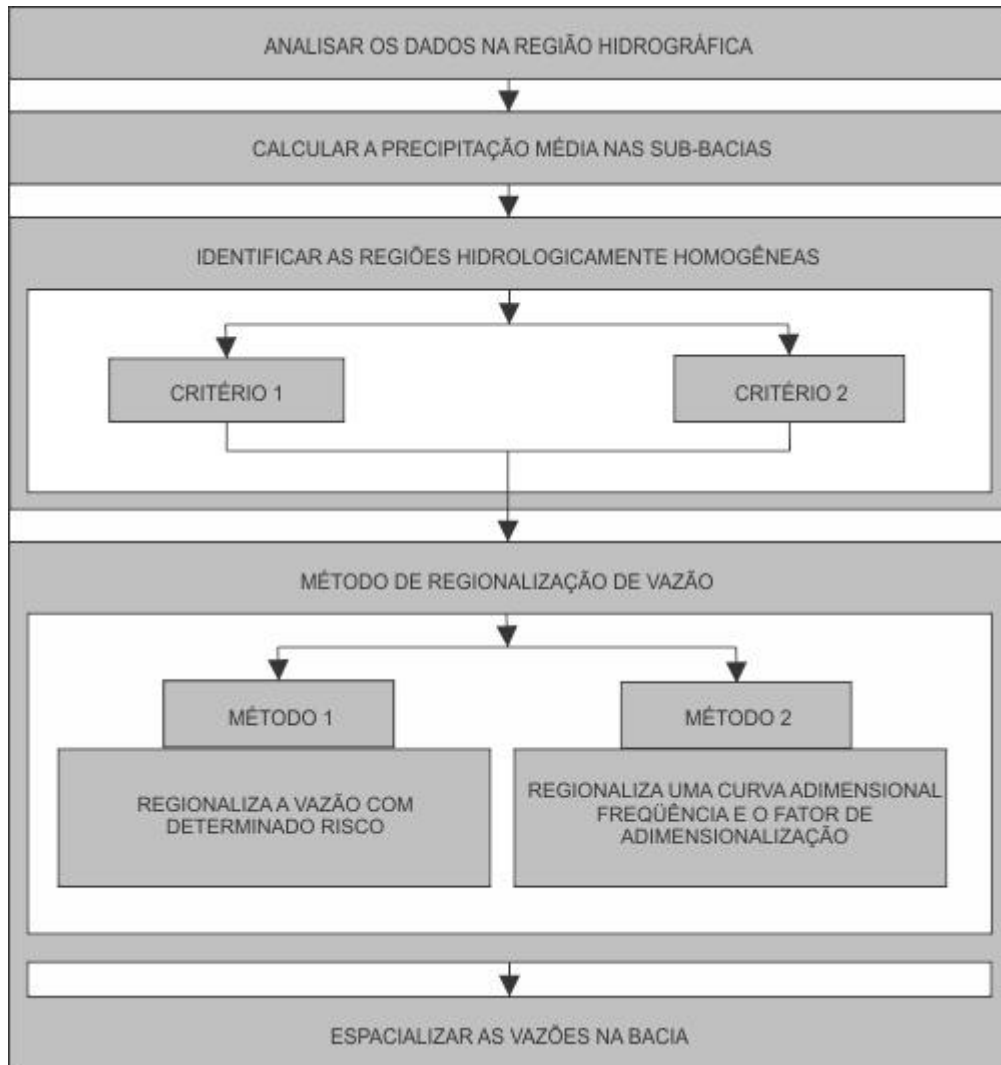 ANALISAR OS DADOS NA REGIÃO HIDROGRÁFICA
CALCULAR A PRECIPITAÇÃO MÉDIA NAS SUB-BACIAS
IDENTIFICAR AS REGIÕES HIDROLOGICAMENTE HOMOGÊNEAS
CRITÉRIO 1
CRITÉRIO 2
MÉTODO DE REGIONALIZAÇÃO DE VAZÃO
MÉTODO 1
REGIONALIZA A VAZÃO COM
DETERMINADO RISCO
MÉTODO 2
REGIONALIZA UMA CURVA ADIMENSIONAL
FREQÜÊNCIA E O FATOR DE
ADIMENSIONALIZAÇÃO
ESPACIALIZAR AS VAZÕES NA BACIA